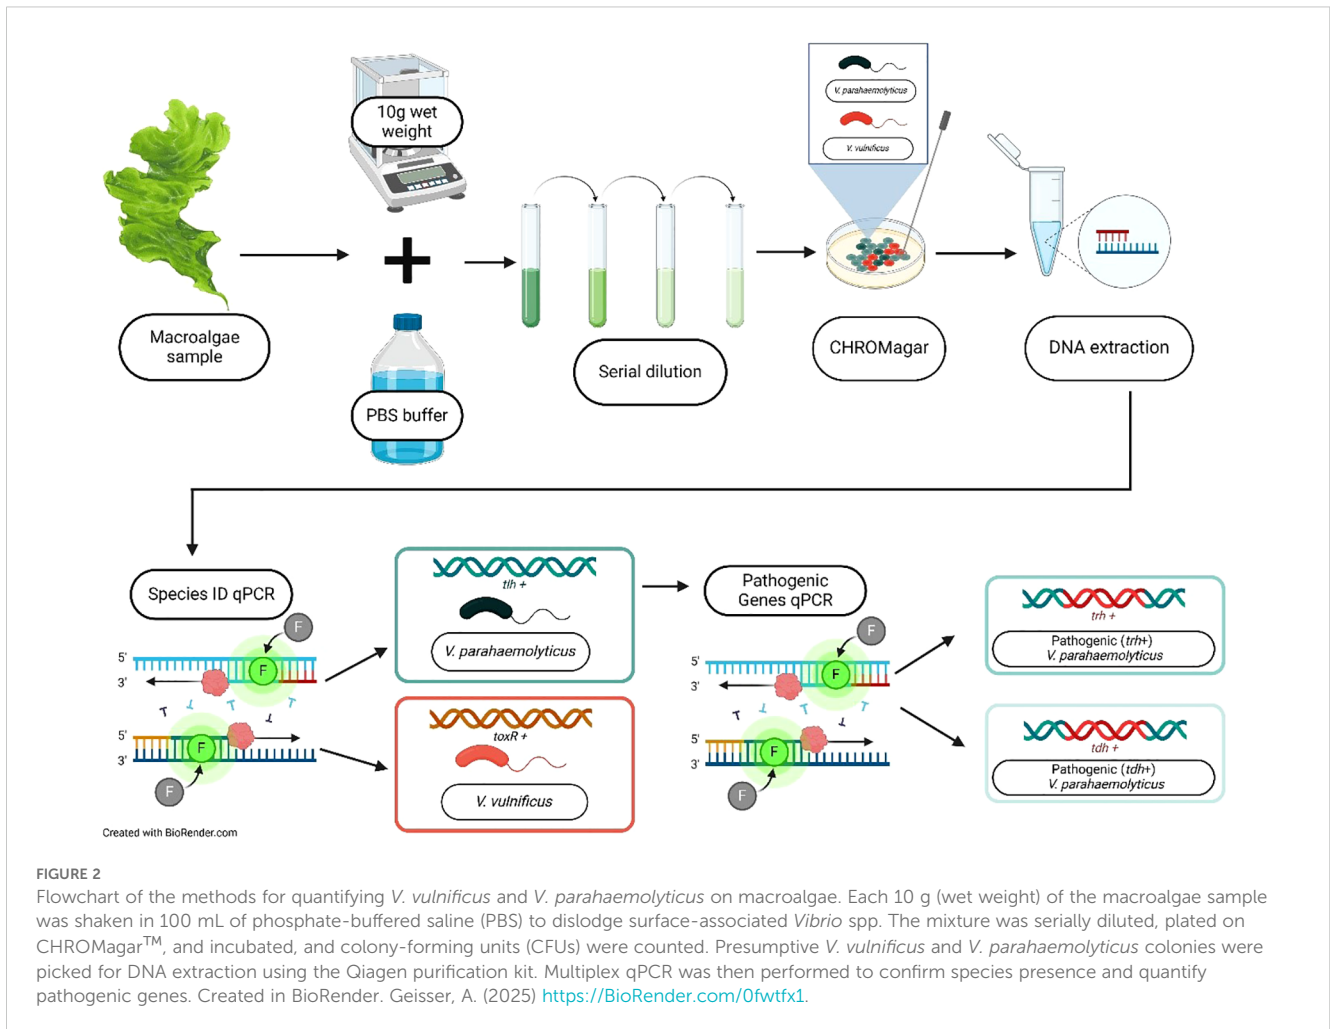 10g wet
weight
V. parahaemolyticus
V. vulnificus
Macroalgae
sample
PBS buffer
Serial dilution
CHROMagar
DNA extraction
Species ID qPCR
F
5'
F
3'
T T T T T
5'
F
3'
F
tlh +
V. parahaemolyticus
toxR +
V. vulnificus
Pathogenic
Genes qPCR
F
5'
F
3'
T T T T T
5'
F
3'
F
trh +
Pathogenic (trh+)
V. parahaemolyticus
tdh +
Pathogenic (tdh+)
V. parahaemolyticus
Created with BioRender.com
FIGURE 2
Flowchart of the methods for quantifying V. vulnificus and V. parahaemolyticus on macroalgae. Each 10 g (wet weight) of the macroalgae sample
was shaken in 100 mL of phosphate-buffered saline (PBS) to dislodge surface-associated Vibrio spp. The mixture was serially diluted, plated on
CHROMagar™, and incubated, and colony-forming units (CFUs) were counted. Presumptive V. vulnificus and V. parahaemolyticus colonies were
picked for DNA extraction using the Qiagen purification kit. Multiplex qPCR was then performed to confirm species presence and quantify
pathogenic genes. Created in BioRender. Geisser, A. (2025) https://BioRender.com/0fwtfx1.